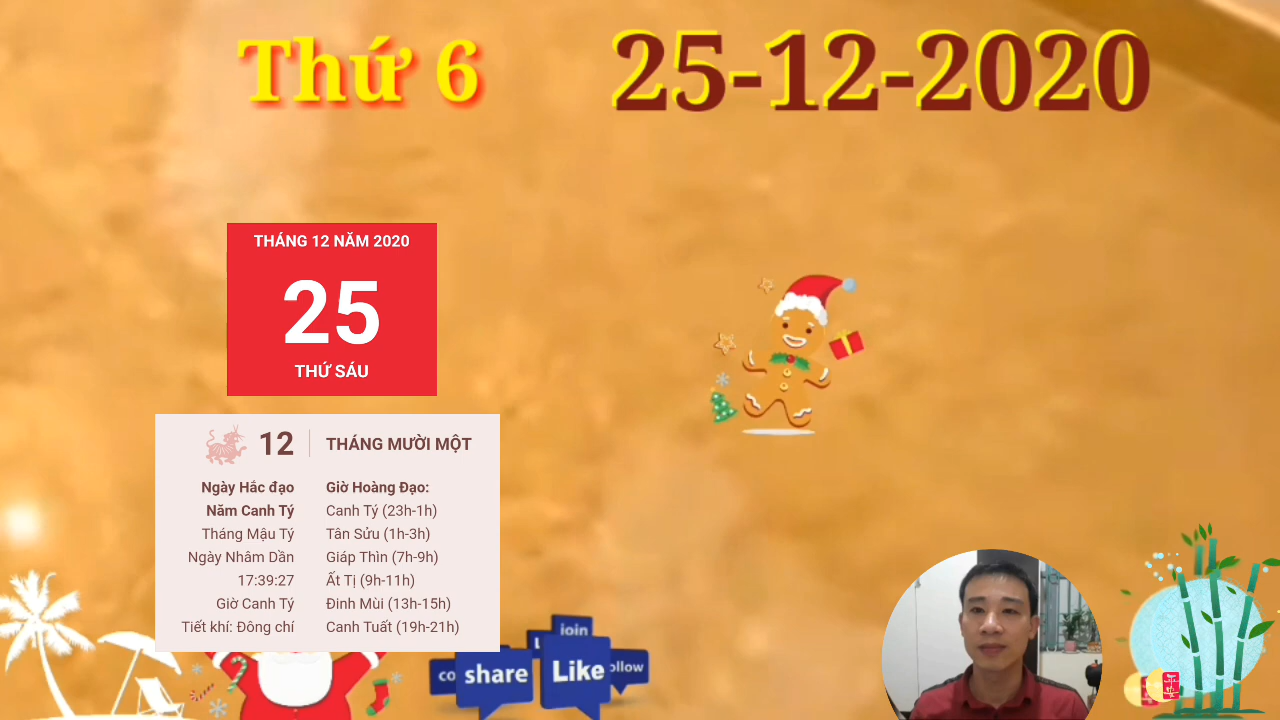 Thứ 6
25-12-2020
THÁNG 12 NĂM 2020
25
THỨ SÁU
12
THÁNG MƯỜI MỘT
Ngày Hắc đạo
Năm Canh Tý
Tháng Mậu Tý
Ngày Nhâm Dần
17:39:27
Giờ Canh Tý
Tiết khí: Đông chí
Giờ Hoàng Đạo:
Canh Tý (23h-1h)
Tân Sửu (1h-3h)
Giáp Thìn (7h-9h)
Ất Tị (9h-11h)
Đinh Mùi (13h-15h)
Canh Tuất (19h-21h)
join
share
Like